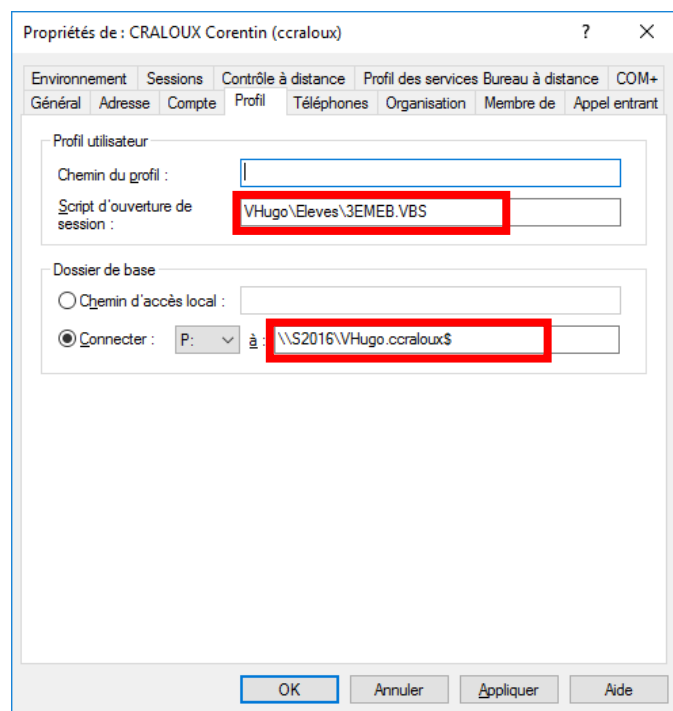 Propriétés de : CRALOUX Corentin (ccraloux) ? ×
Environnement Sessions Contrôle à distance Profil des services Bureau à distance COM+
Général Adresse Compte Profil Téléphones Organisation Membre de Appel entrant
Profil utilisateur
Chemin du profil :
Script d'ouverture de
session :
VHugo\Eleves\3EMEB.VBS
Dossier de base
Chemin d'accès local :
Connecter : P: à : \\S2016\VHugo.ccraloux$
OK Annuler Appliquer Aide